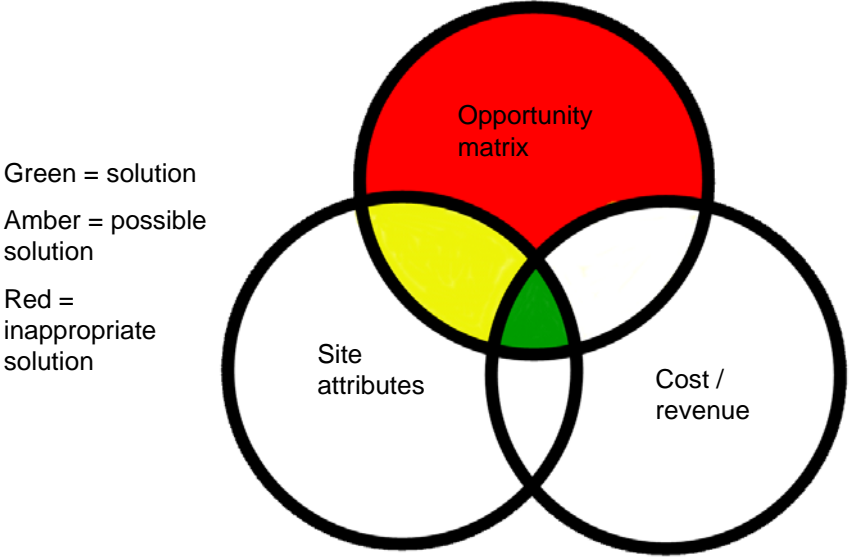 Opportunity
matrix
Green = solution
Amber = possible
solution
Red =
inappropriate
solution
Site
attributes
Cost /
revenue